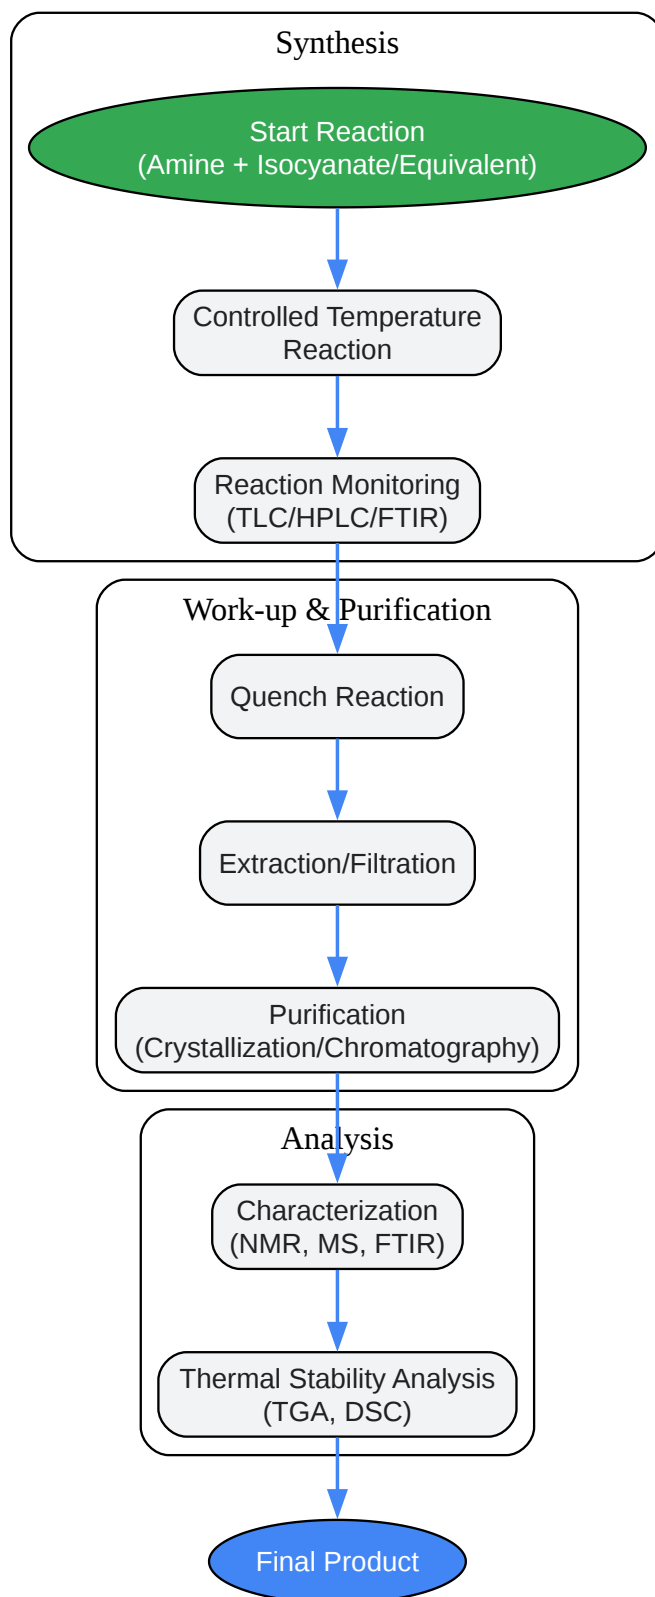 Synthesis
Start Reaction
(Amine + Isocyanate/Equivalent)
Controlled Temperature
Reaction
Reaction Monitoring
(TLC/HPLC/FTIR)
Work-up & Purification
Quench Reaction
Extraction/Filtration
Purification
(Crystallization/Chromatography)
Analysis
Characterization
(NMR, MS, FTIR)
Thermal Stability Analysis
(TGA, DSC)
Final Product